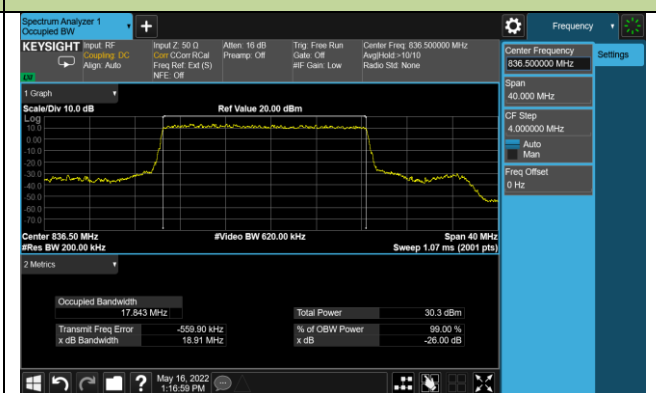 Spectrum Analyzer 1
Occupied BW
+
Frequency
KEYSIGHT
Input: RF
Coupling: DC
Align: Auto
Input Z: 50 Ω
Corr CCorr RCal
Freq Ref: Ext (S)
NFE: Off
Atten: 16 dB
Preamp: Off
Trig: Free Run
Gate: Off
#IF Gain: Low
Center Freq: 836.500000 MHz
Avg|Hold:>10/10
Radio Std: None
1 Graph
Scale/Div 10.0 dB
Ref Value 20.00 dBm
Log
10.0
0.00
-10.0
-20.0
-30.0
-40.0
-50.0
-60.0
-70.0
Center 836.50 MHz
#Video BW 620.00 kHz
Span 40 MHz
#Res BW 200.00 kHz
Sweep 1.07 ms (2001 pts)
2 Metrics
Occupied Bandwidth
17.843 MHz
Total Power 30.3 dBm
Transmit Freq Error -559.90 kHz
% of OBW Power 99.00 %
x dB Bandwidth 18.91 MHz
x dB -26.00 dB
?
May 16, 2022
1:16:59 PM
Center Frequency
836.500000 MHz
Settings
Span
40.000 MHz
CF Step
4.000000 MHz
Auto
Man
Freq Offset
0 Hz